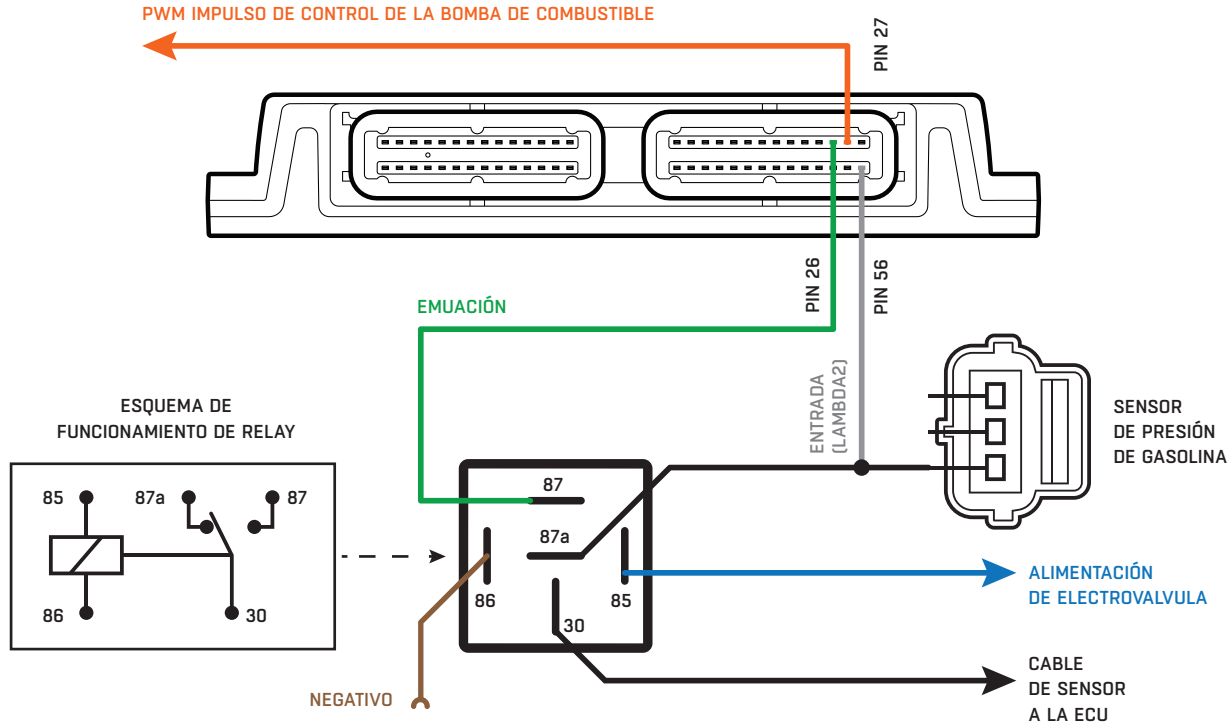 PWM IMPULSO DE CONTROL DE LA BOMBA DE COMBUSTIBLE
PIN 27
PIN 26
PIN 56
EMUACIÓN
ENTRADA
(LAMBDA2)
SENSOR
DE PRESIÓN
DE GASOLINA
ESQUEMA DE
FUNCIONAMIENTO DE RELAY
85
87a
87
86
30
87
87a
86
85
30
ALIMENTACIÓN
DE ELECTROVALVULA
NEGATIVO
CABLE
DE SENSOR
A LA ECU